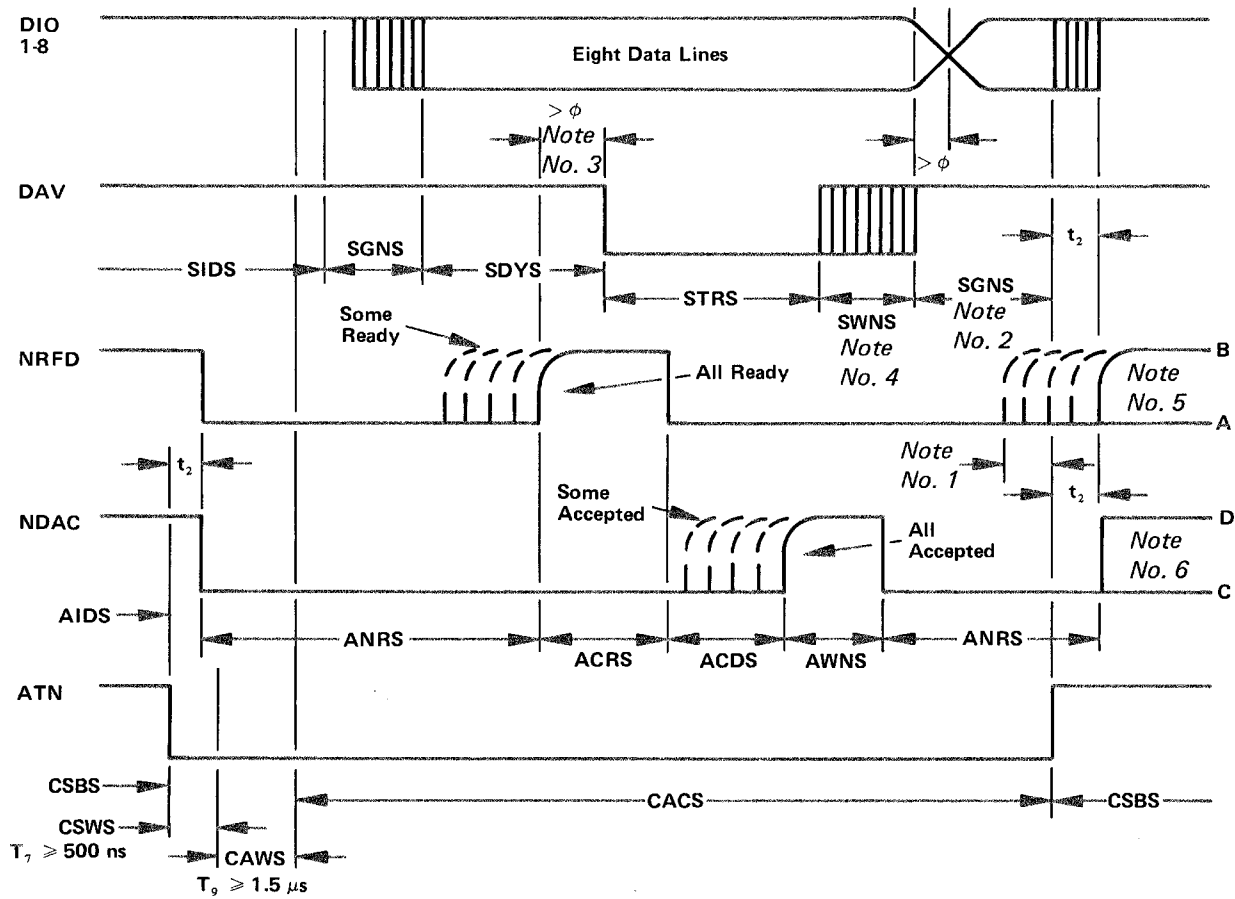 DIO
1-8
Eight Data Lines
> ϕ
Note
No. 3
> ϕ
DAV
t₂
SIDS
SGNS
SDYS
STRS
SWNS
Note
No. 4
SGNS
Note
No. 2
Some
Ready
NRFD
All Ready
B
Note
No. 5
A
t₂
Note
No. 1
t₂
Some
Accepted
NDAC
All
Accepted
D
Note
No. 6
C
AIDS
ANRS
ACRS
ACDS
AWNS
ANRS
ATN
CSBS
CACS
CSBS
CSWS
T₇ ⩾ 500 ns
CAWS
T₉ ⩾ 1.5 μs